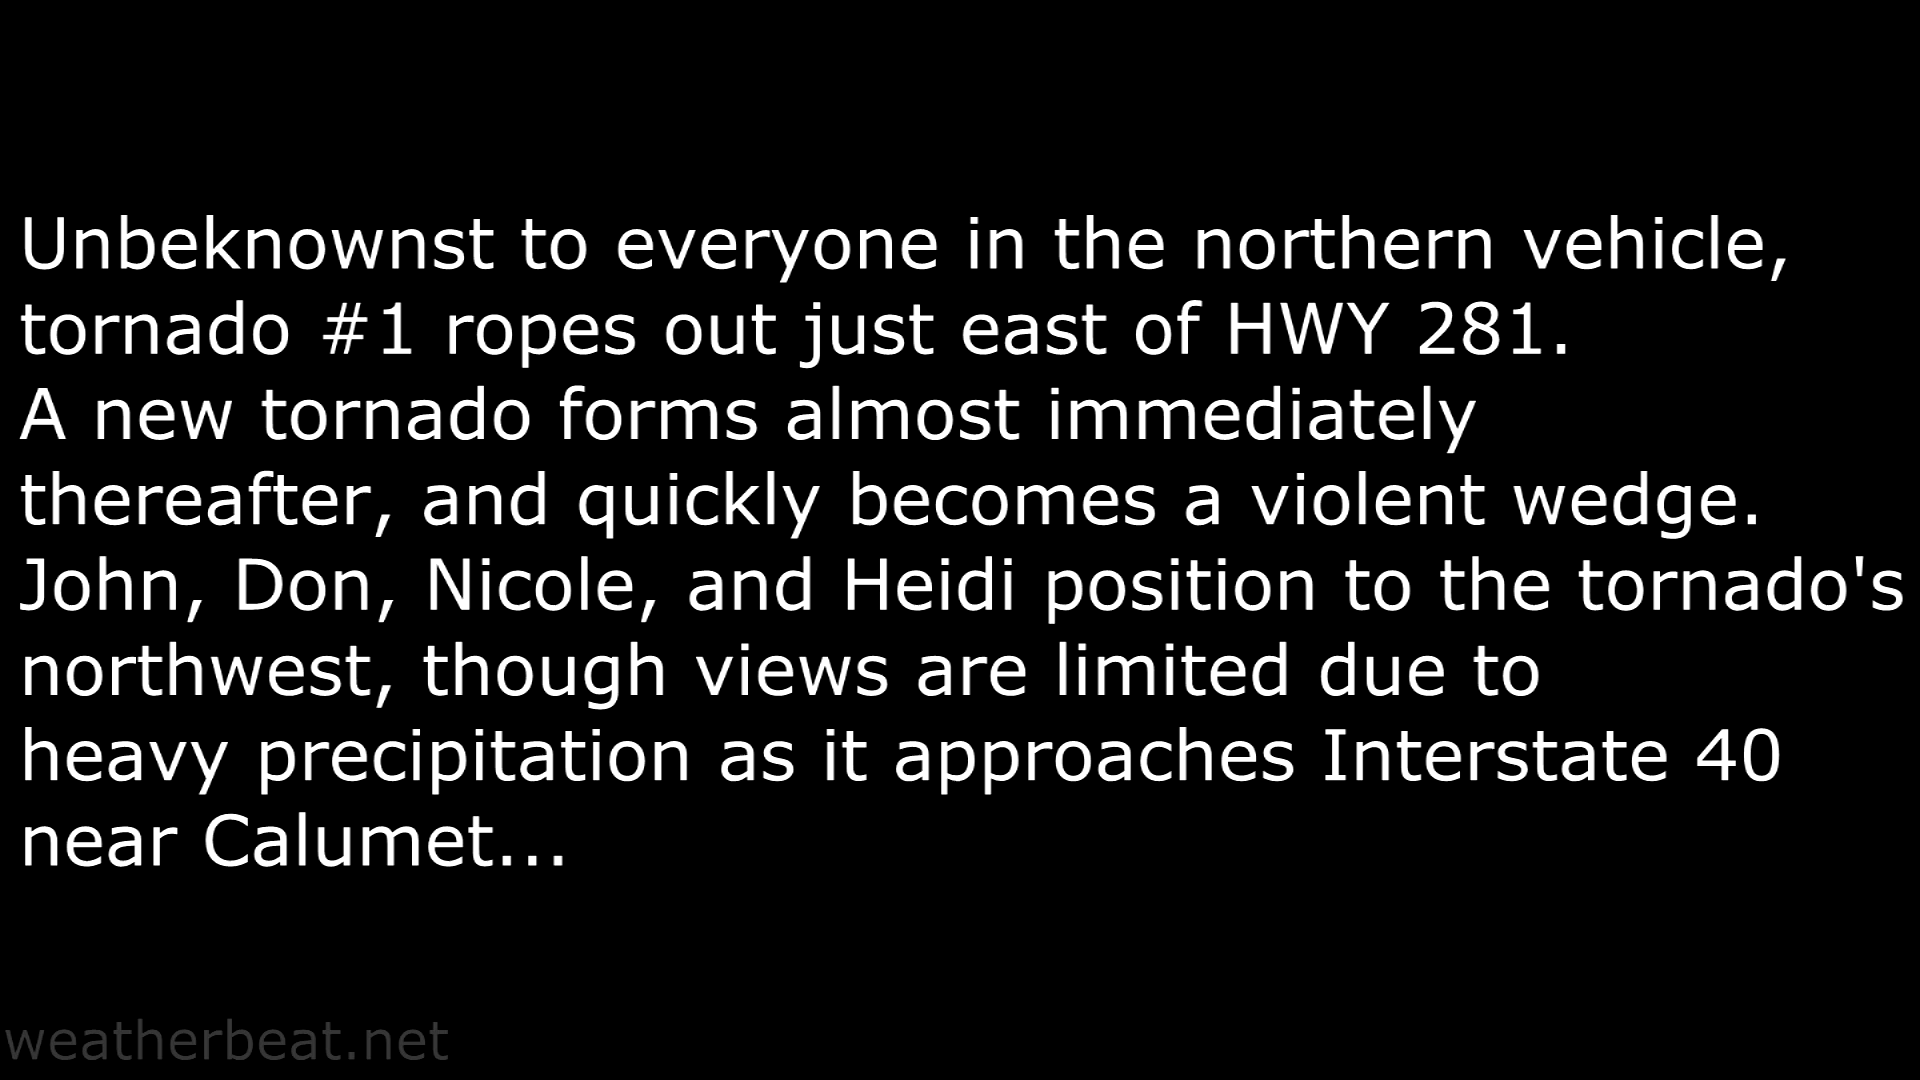 Unbeknownst to everyone in the northern vehicle,
tornado #1 ropes out just east of HWY 281.
A new tornado forms almost immediately
thereafter, and quickly becomes a violent wedge.
John, Don, Nicole, and Heidi position to the tornado's
northwest, though views are limited due to
heavy precipitation as it approaches Interstate 40
near Calumet...
weatherbeat.net